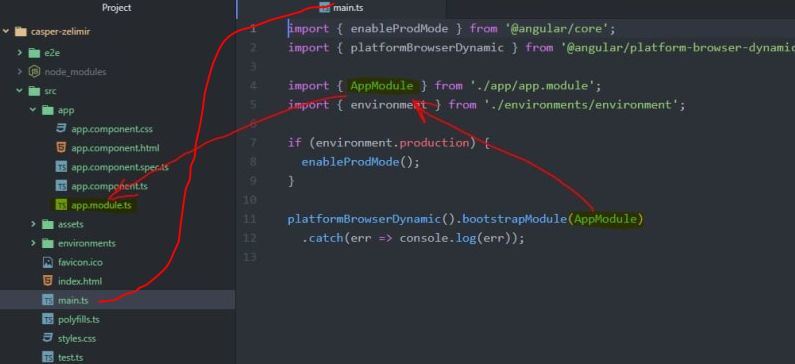 Project
casper-zelimir
e2e
node_modules
src
app
app.component.css
app.component.html
app.component.spec.ts
app.component.ts
app.module.ts
assets
environments
favicon.ico
index.html
main.ts
polyfills.ts
styles.css
test.ts
main.ts
1 import { enableProdMode } from '@angular/core';
2 import { platformBrowserDynamic } from '@angular/platform-browser-dynamic
3
4 import { AppModule } from './app/app.module';
5 import { environment } from './environments/environment';
6
7 if (environment.production) {
8 enableProdMode();
9 }
10
11 platformBrowserDynamic().bootstrapModule(AppModule)
12 .catch(err => console.log(err));
13